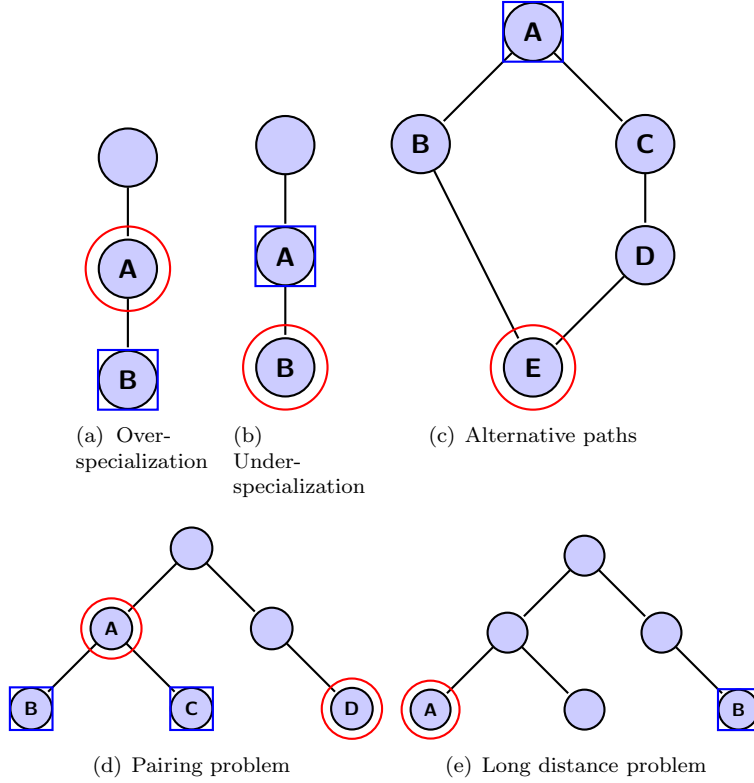 A
B
C
A
A
D
B
B
E
(a) Over-
specialization
(b)
Under-
specialization
(c) Alternative paths
A
B
C
D
A
B
(d) Pairing problem
(e) Long distance problem